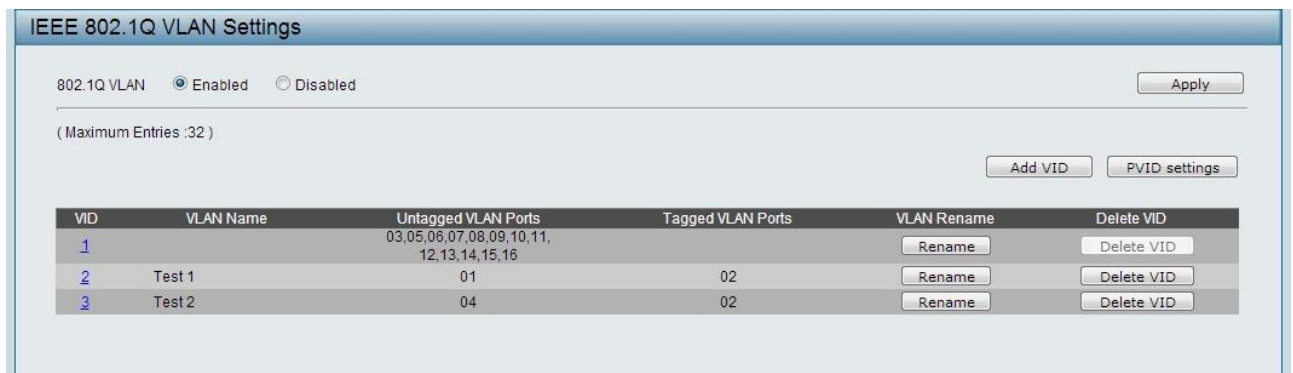 IEEE 802.1Q VLAN Settings
802.1Q VLAN Enabled Disabled Apply
( Maximum Entries :32 )
Add VID PVID settings
VID VLAN Name Untagged VLAN Ports Tagged VLAN Ports VLAN Rename Delete VID
1 03,05,06,07,08,09,10,11, Rename Delete VID
12,13,14,15,16
2 Test 1 01 02 Rename Delete VID
3 Test 2 04 02 Rename Delete VID